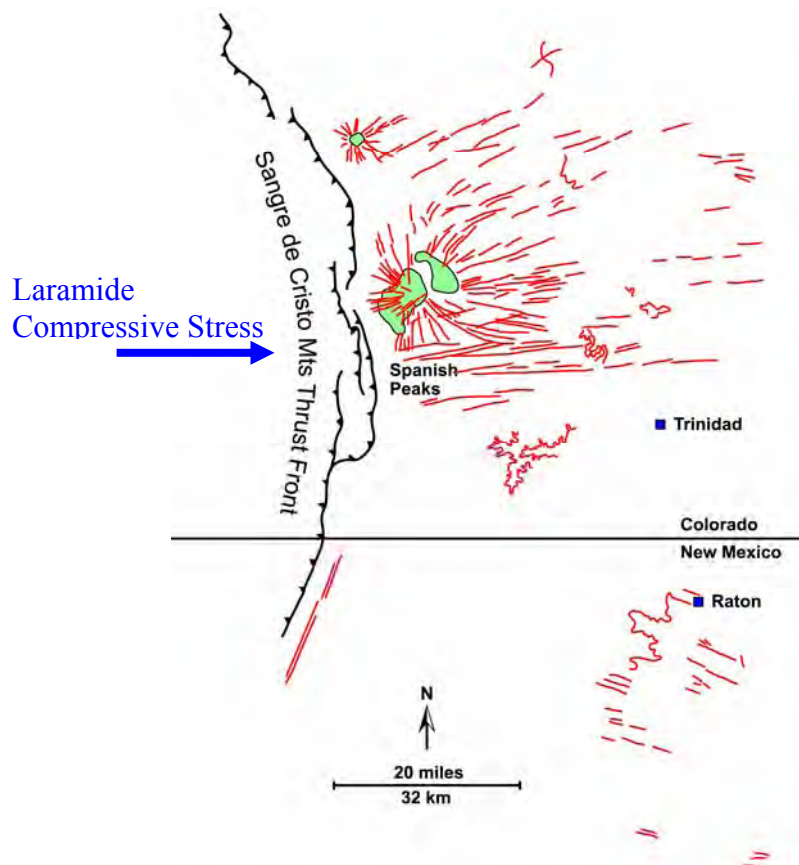 Sangre de Cristo Mts Thrust Front
Laramide
Compressive Stress
Spanish
Peaks
Trinidad
Colorado
New Mexico
Raton
N
20 miles
32 km